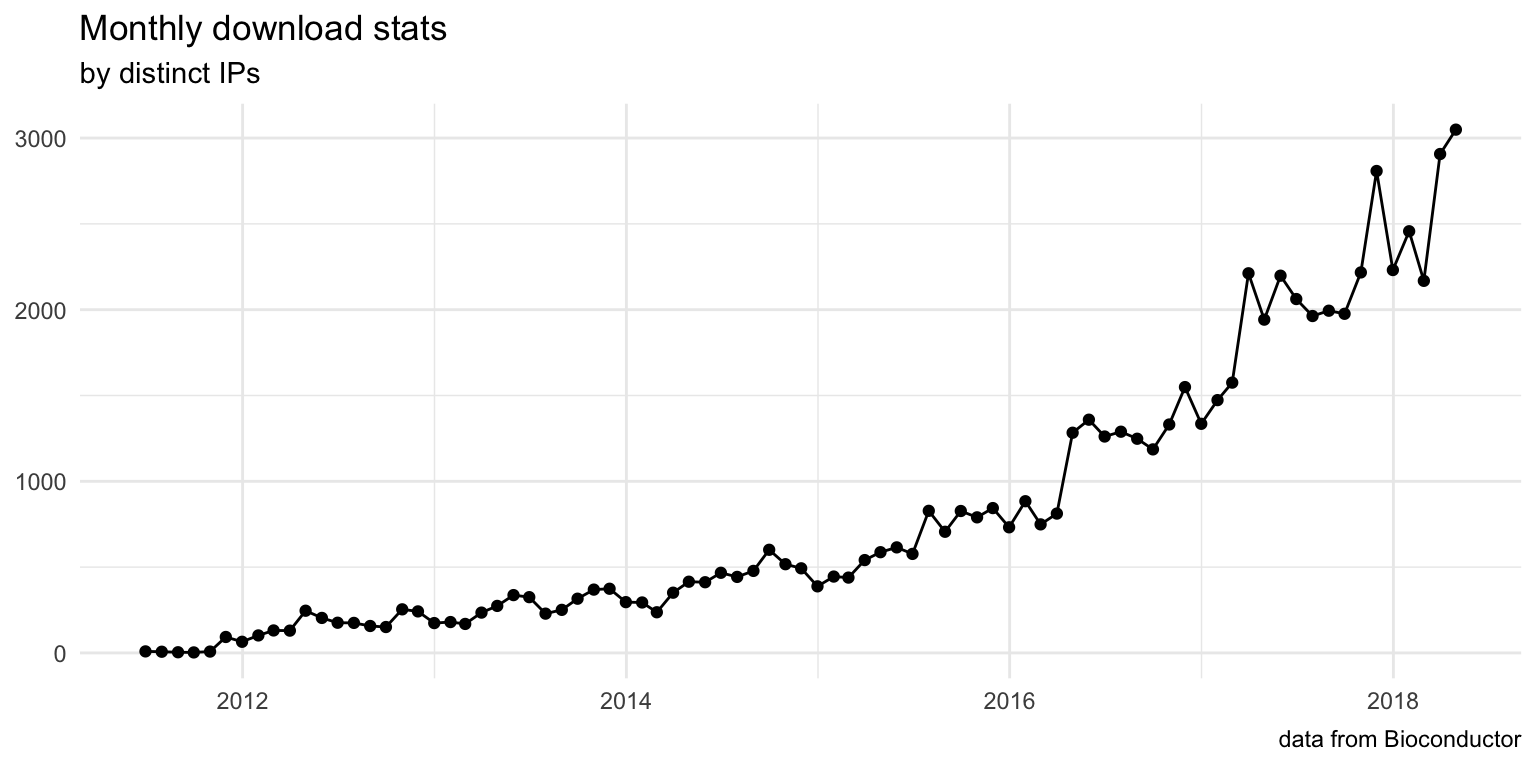 Monthly download stats
by distinct IPs
3000
2000
1000
0
2012 2014 2016 2018
data from Bioconductor